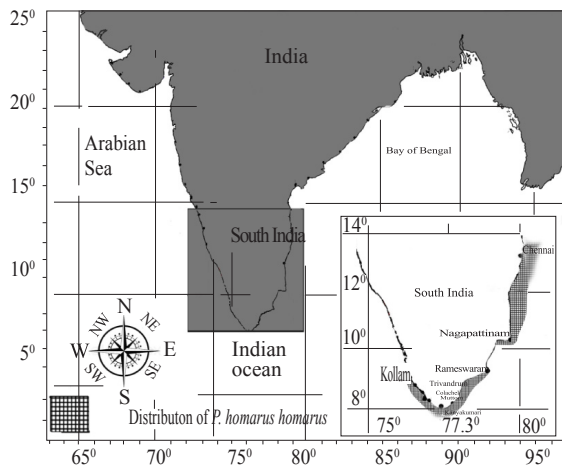 25⁰
20⁰
15⁰
10⁰
5⁰
India
Arabian
Sea
Bay of Bengal
South India
Indian
ocean
N
NE
E
SE
S
SW
W
NW
Distributon of P. homarus homarus
65⁰
70⁰
75⁰
80⁰
85⁰
90⁰
95⁰
14⁰
12⁰
10⁰
8⁰
Chennai
South India
Nagapattinam
Rameswaram
Kollam
Trivandrum
Colachel
Muttom
Kanyakumari
75⁰
77.3⁰
80⁰